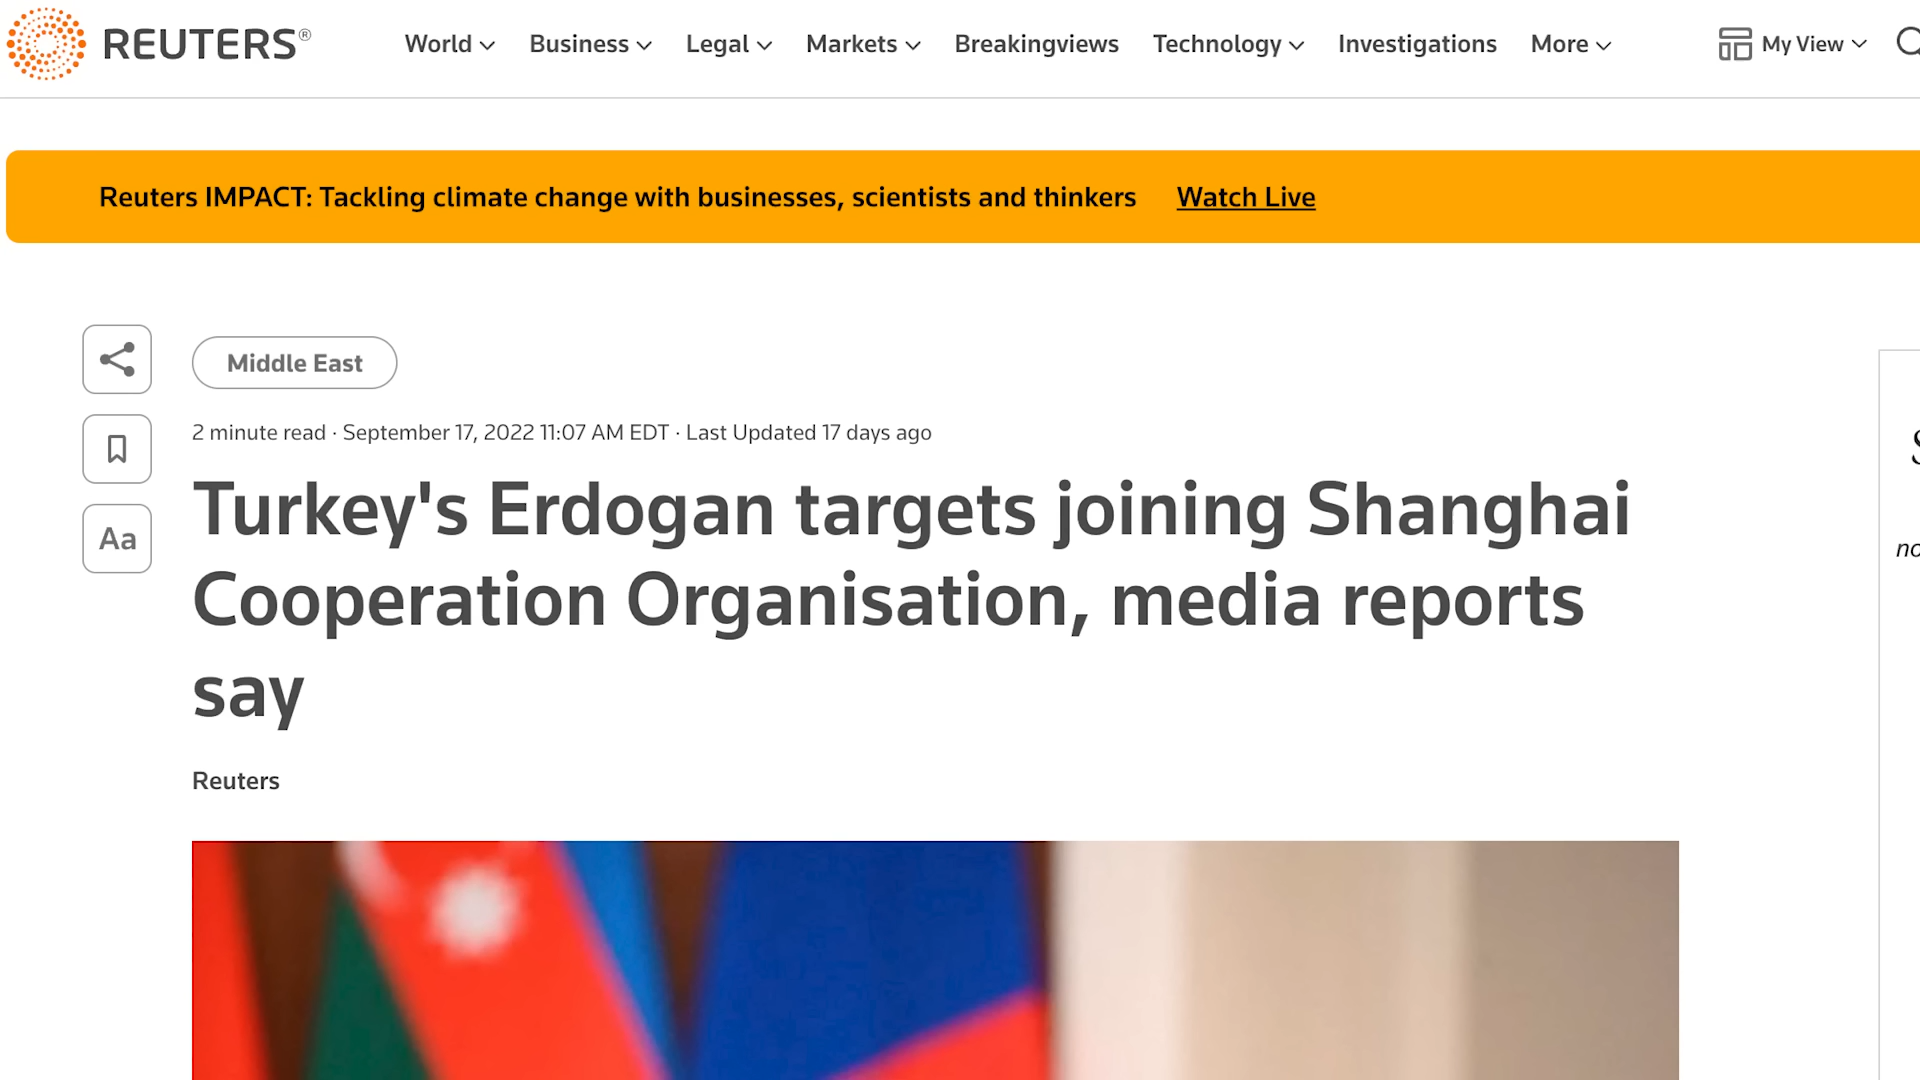 REUTERS®
World Business Legal Markets Breakingviews Technology Investigations More My View
Reuters IMPACT: Tackling climate change with businesses, scientists and thinkers Watch Live
Middle East
2 minute read · September 17, 2022 11:07 AM EDT · Last Updated 17 days ago
Aa
Turkey's Erdogan targets joining Shanghai
Cooperation Organisation, media reports
say
Reuters